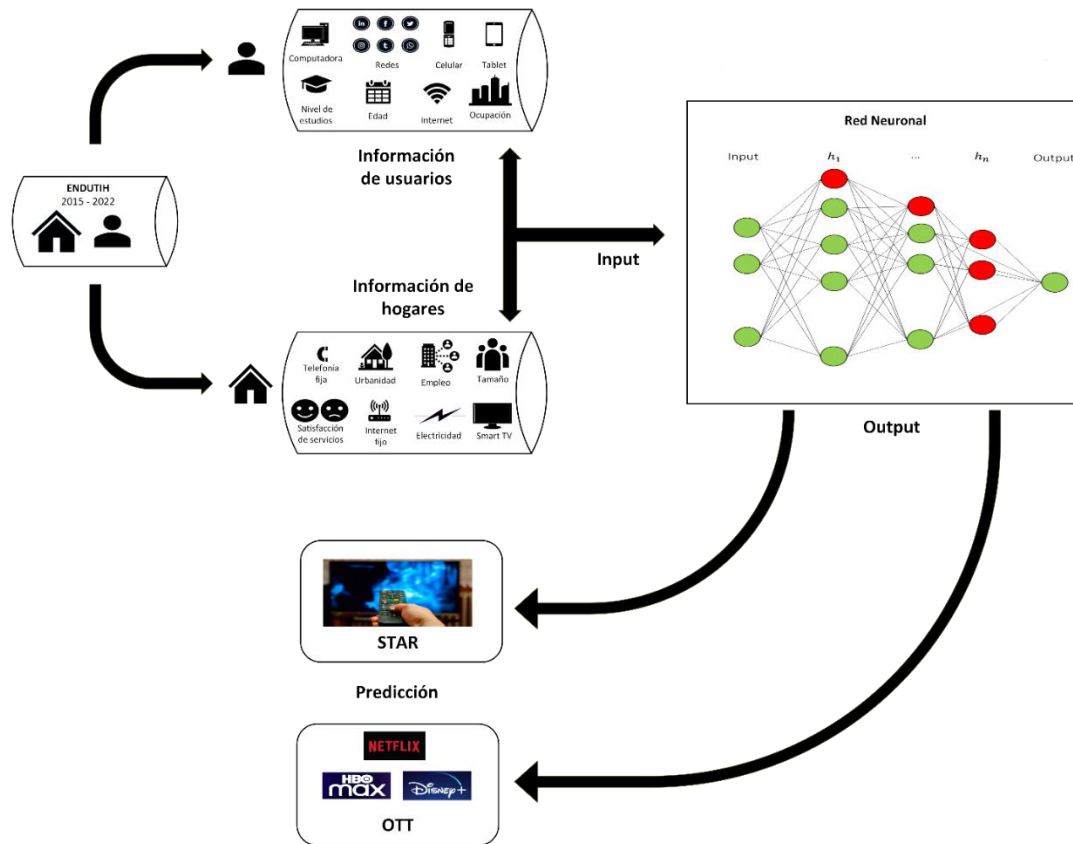 ENDUTIH
2015 - 2022
Computadora
Redes
Celular
Tablet
Nivel de
estudios
Edad
Internet
Ocupación
Información
de usuarios
Información de
hogares
Telefonía
fija
Urbanidad
Empleo
Tamaño
Satisfacción
de servicios
Internet
fijo
Electricidad
Smart TV
Input
Red Neuronal
Input
h₁
...
hₙ
Output
Output
STAR
Predicción
NETFLIX
HBO
max
Disney+
OTT